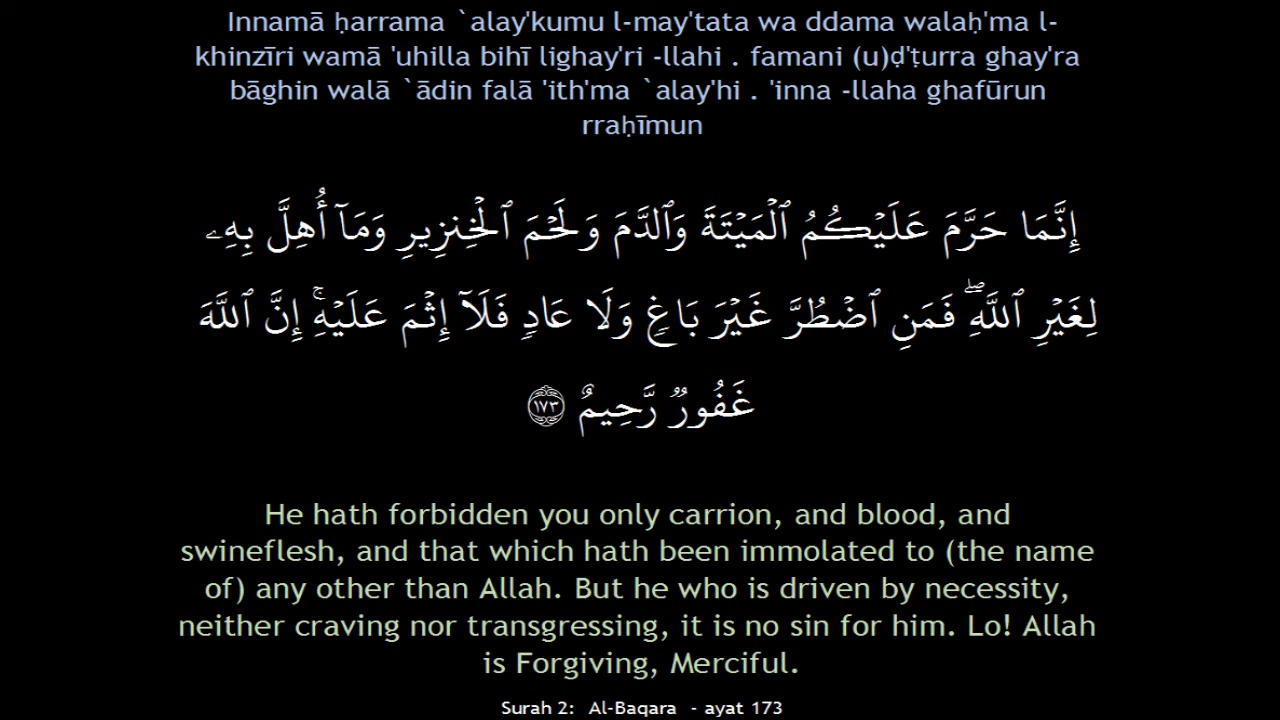 Innamā ḥarrama `alay'kumu l-may'tata wa ddama walaḥ'ma l-
khinzīri wamā 'uhilla bihī lighay'ri -llahi . famani (u)ḍ'ṭurra ghay'ra
bāghin walā `ādin falā 'ith'ma `alay'hi . 'inna -llaha ghafūrun
rraḥīmun
إِنَّمَا حَرَّمَ عَلَيْكُمُ ٱلْمَيْتَةَ وَٱلدَّمَ وَلَحْمَ ٱلْخِنزِيرِ وَمَآ أُهِلَّ بِهِۦ
لِغَيْرِ ٱللَّهِ ۖ فَمَنِ ٱضْطُرَّ غَيْرَ بَاغٍ وَلَا عَادٍ فَلَآ إِثْمَ عَلَيْهِ ۚ إِنَّ ٱللَّهَ
غَفُورٌ رَّحِيمٌ ١٧٣
He hath forbidden you only carrion, and blood, and
swineflesh, and that which hath been immolated to (the name
of) any other than Allah. But he who is driven by necessity,
neither craving nor transgressing, it is no sin for him. Lo! Allah
is Forgiving, Merciful.
Surah 2: Al-Baqara - ayat 173